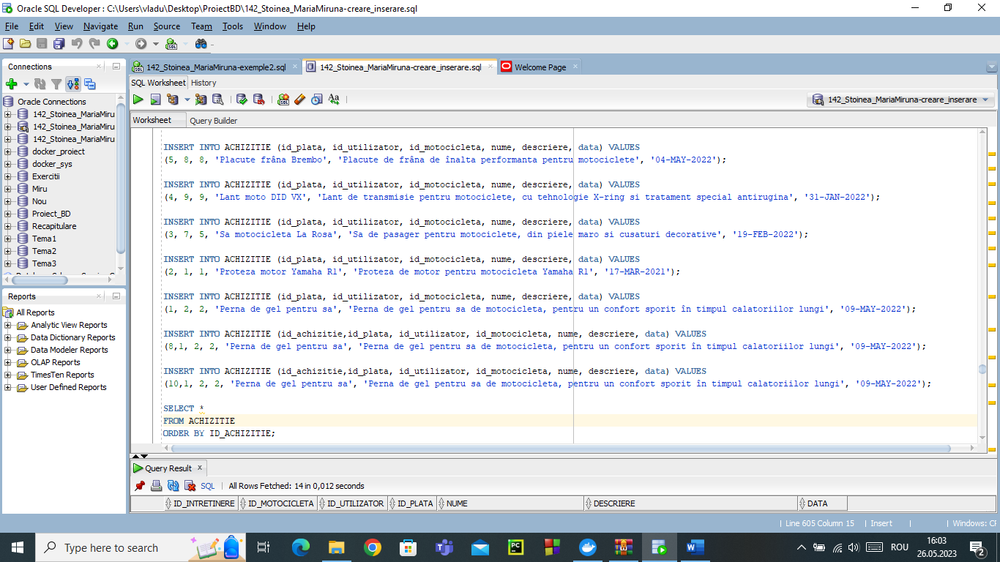 Oracle SQL Developer : C:\Users\vladu\Desktop\ProiectBD\142_Stoinea_MariaMiruna-creare_inserare.sql
File Edit View Navigate Run Source Team Tools Window Help
Connections
Oracle Connections
142_Stoinea_MariaMiru
142_Stoinea_MariaMiru
142_Stoinea_MariaMiru
docker_proiect
docker_sys
Exercitii
Miru
Nou
Proiect_BD
Recapitulare
Tema1
Tema2
Tema3
Reports
All Reports
Analytic View Reports
Data Dictionary Reports
Data Modeler Reports
OLAP Reports
TimesTen Reports
User Defined Reports
142_Stoinea_MariaMiruna-exemple2.sql 142_Stoinea_MariaMiruna-creare_inserare.sql Welcome Page
SQL Worksheet History
142_Stoinea_MariaMiruna-creare_inserare
Worksheet Query Builder
INSERT INTO ACHIZITIE (id_plata, id_utilizator, id_motocicleta, nume, descriere, data) VALUES
(5, 8, 8, 'Placute frâna Brembo', 'Placute de frâna de înalta performanta pentru motociclete', '04-MAY-2022');
INSERT INTO ACHIZITIE (id_plata, id_utilizator, id_motocicleta, nume, descriere, data) VALUES
(4, 9, 9, 'Lant moto DID VX', 'Lant de transmisie pentru motociclete, cu tehnologie X-ring si tratament special antirugina', '31-JAN-2022');
INSERT INTO ACHIZITIE (id_plata, id_utilizator, id_motocicleta, nume, descriere, data) VALUES
(3, 7, 5, 'Sa motocicleta La Rosa', 'Sa de pasager pentru motociclete, din piele maro si cusaturi decorative', '19-FEB-2022');
INSERT INTO ACHIZITIE (id_plata, id_utilizator, id_motocicleta, nume, descriere, data) VALUES
(2, 1, 1, 'Proteza motor Yamaha R1', 'Proteza de motor pentru motocicleta Yamaha R1', '17-MAR-2021');
INSERT INTO ACHIZITIE (id_plata, id_utilizator, id_motocicleta, nume, descriere, data) VALUES
(1, 2, 2, 'Perna de gel pentru sa', 'Perna de gel pentru sa de motocicleta, pentru un confort sporit în timpul calatoriilor lungi', '09-MAY-2022');
INSERT INTO ACHIZITIE (id_achizitie,id_plata, id_utilizator, id_motocicleta, nume, descriere, data) VALUES
(8,1, 2, 2, 'Perna de gel pentru sa', 'Perna de gel pentru sa de motocicleta, pentru un confort sporit în timpul calatoriilor lungi', '09-MAY-2022');
INSERT INTO ACHIZITIE (id_achizitie,id_plata, id_utilizator, id_motocicleta, nume, descriere, data) VALUES
(10,1, 2, 2, 'Perna de gel pentru sa', 'Perna de gel pentru sa de motocicleta, pentru un confort sporit în timpul calatoriilor lungi', '09-MAY-2022');
SELECT *
FROM ACHIZITIE
ORDER BY ID_ACHIZITIE;
Query Result
SQL | All Rows Fetched: 14 in 0,012 seconds
ID_INTRETINERE ID_MOTOCICLETA ID_UTILIZATOR ID_PLATA NUME DESCRIERE DATA
Line 605 Column 15 | Insert | Windows: CF
Type here to search
ROU
16:03
26.05.2023
2